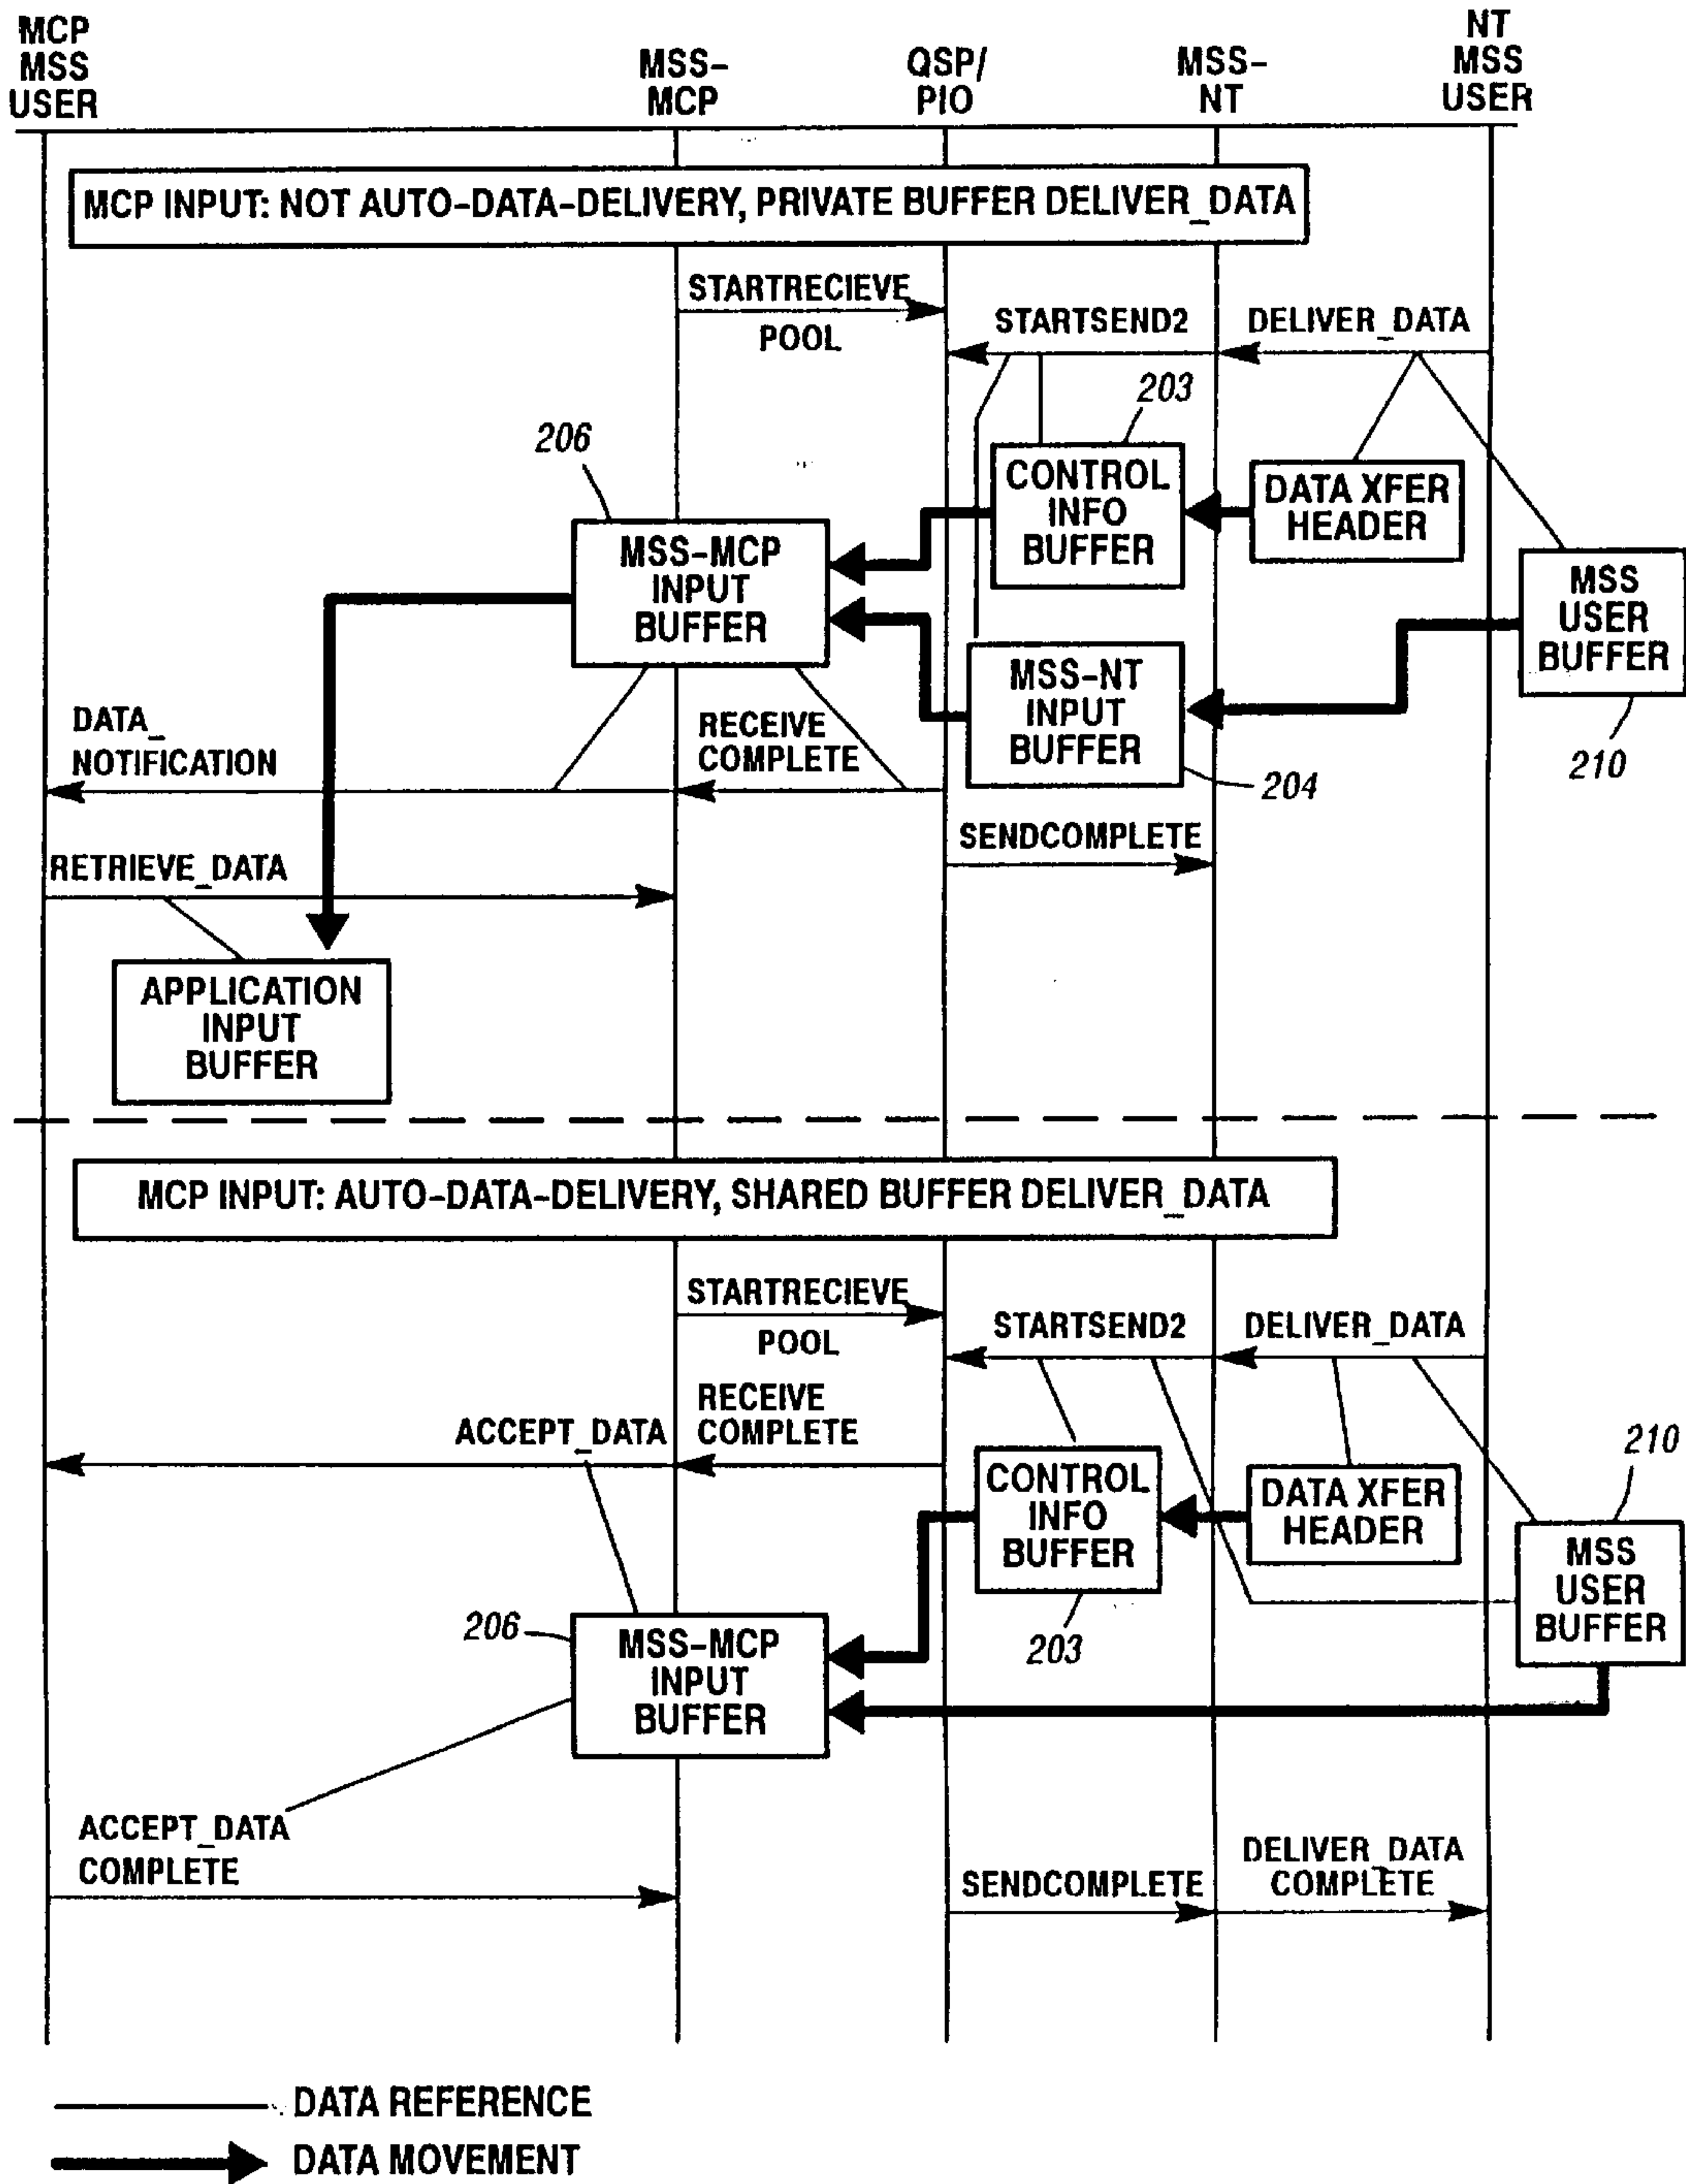 MCP
MSS
USER
MSS-
MCP
QSP/
PIO
MSS-
NT
NT
MSS
USER
MCP INPUT: NOT AUTO-DATA-DELIVERY, PRIVATE BUFFER DELIVER_DATA
STARTRECIEVE
POOL
STARTSEND2
DELIVER_DATA
203
206
CONTROL
INFO
BUFFER
DATA XFER
HEADER
MSS-MCP
INPUT
BUFFER
MSS
USER
BUFFER
MSS-NT
INPUT
BUFFER
DATA_
NOTIFICATION
RECEIVE
COMPLETE
204
210
SENDCOMPLETE
RETRIEVE_DATA
APPLICATION
INPUT
BUFFER
MCP INPUT: AUTO-DATA-DELIVERY, SHARED BUFFER DELIVER_DATA
STARTRECIEVE
POOL
STARTSEND2
DELIVER_DATA
RECEIVE
COMPLETE
ACCEPT_DATA
210
CONTROL
INFO
BUFFER
DATA XFER
HEADER
MSS
USER
BUFFER
206
203
MSS-MCP
INPUT
BUFFER
ACCEPT_DATA
COMPLETE
SENDCOMPLETE
DELIVER_DATA
COMPLETE
DATA REFERENCE
DATA MOVEMENT